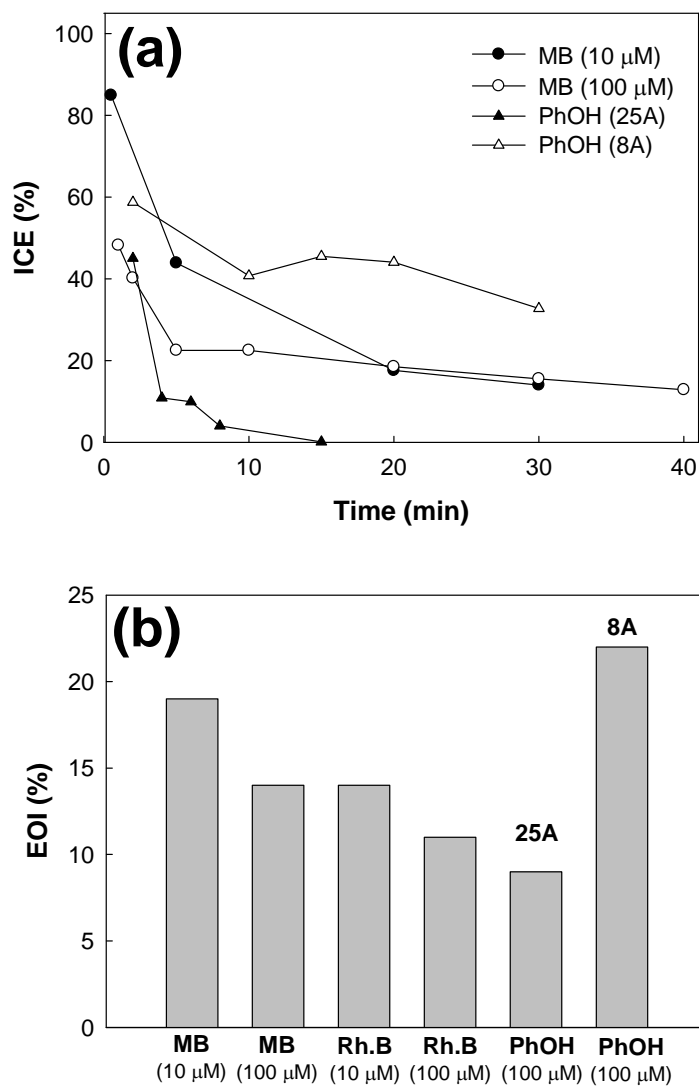 (a)
100
80
60
40
20
0
ICE (%)
MB (10 μM)
MB (100 μM)
PhOH (25A)
PhOH (8A)
0 10 20 30 40
Time (min)
(b)
25
20
15
10
5
0
EOI (%)
8A
25A
MB MB Rh.B Rh.B PhOH PhOH
(10 μM) (100 μM) (10 μM) (100 μM) (100 μM) (100 μM)